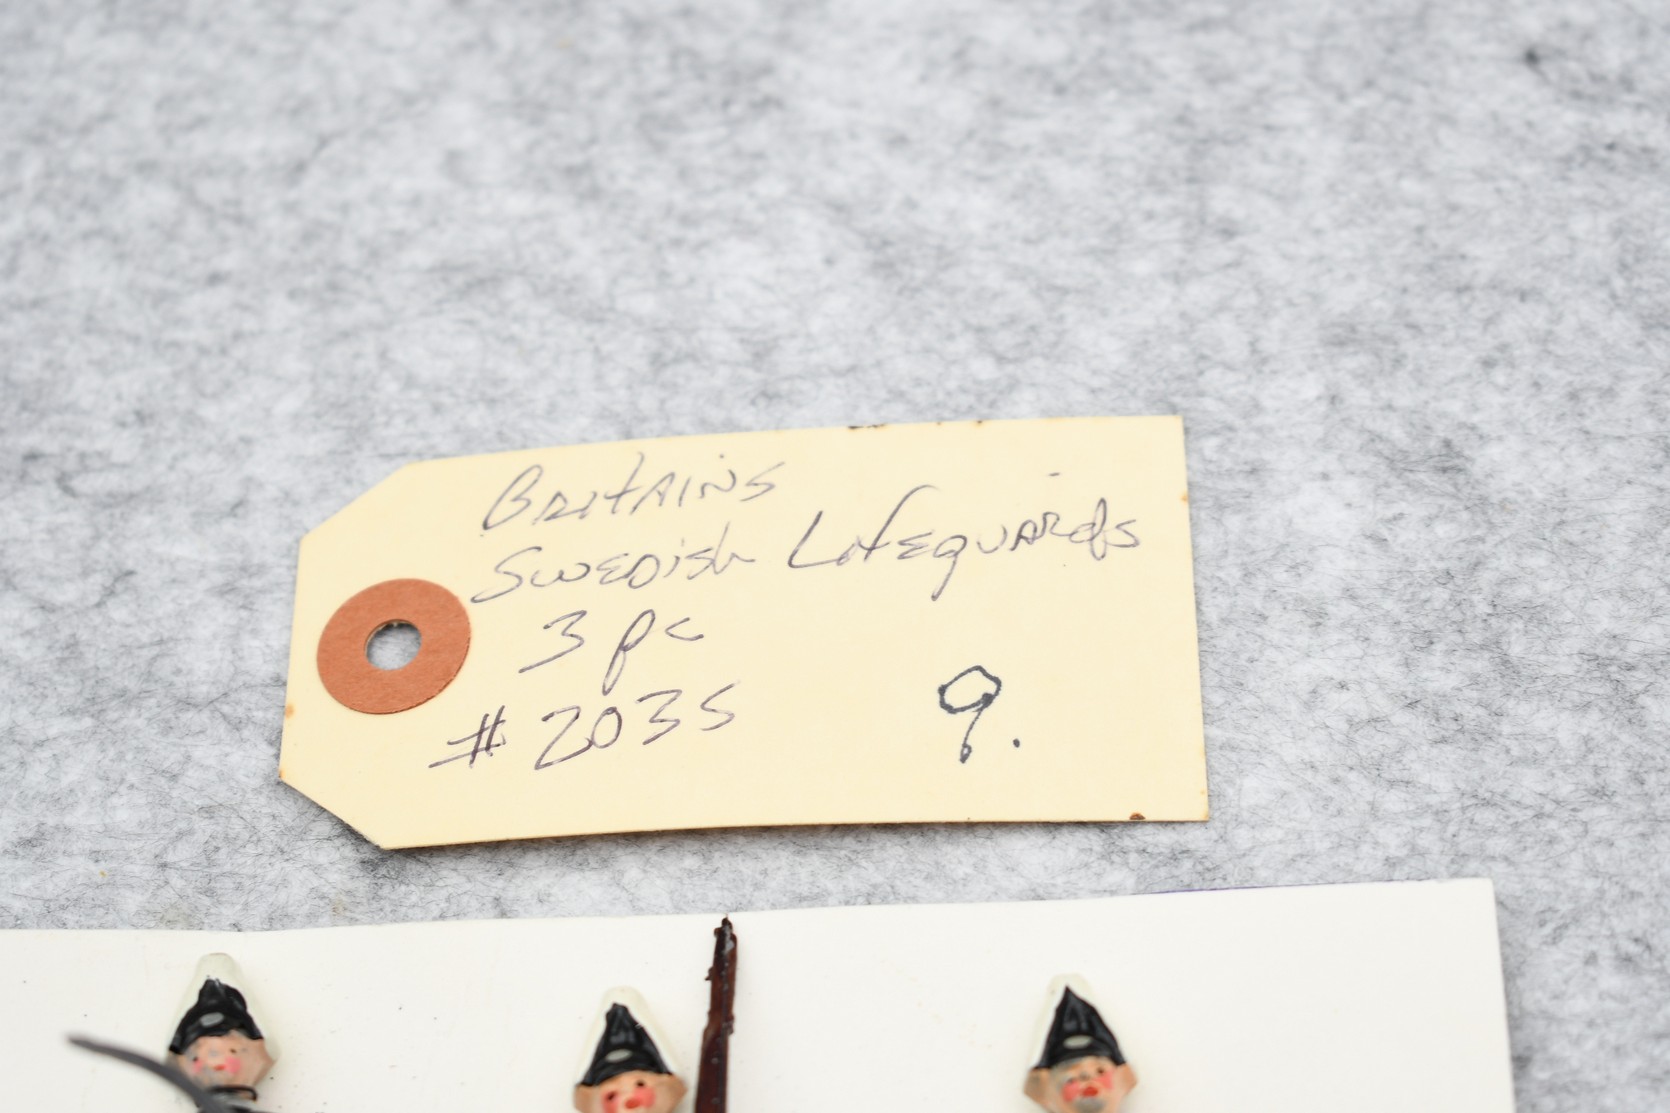 BRITAINS
SWEDISH LifEguARds
3 pc
# 2035
9.